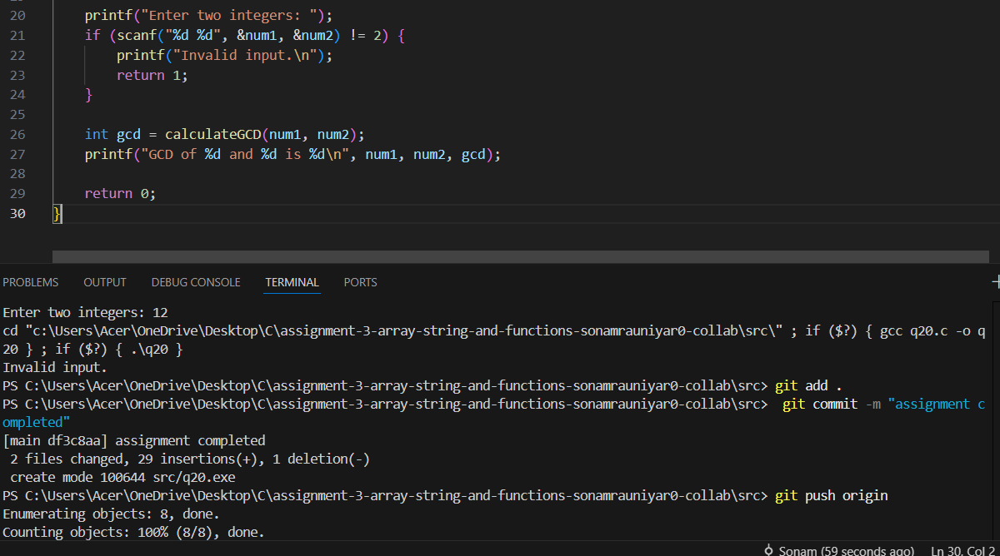 20 printf("Enter two integers: ");
21 if (scanf("%d %d", &num1, &num2) != 2) {
22 printf("Invalid input.\n");
23 return 1;
24 }
25
26 int gcd = calculateGCD(num1, num2);
27 printf("GCD of %d and %d is %d\n", num1, num2, gcd);
28
29 return 0;
30 }
PROBLEMS OUTPUT DEBUG CONSOLE TERMINAL PORTS
Enter two integers: 12
cd "c:\Users\Acer\OneDrive\Desktop\C\assignment-3-array-string-and-functions-sonamrauniyar0-collab\src\" ; if ($?) { gcc q20.c -o q
20 } ; if ($?) { .\q20 }
Invalid input.
PS C:\Users\Acer\OneDrive\Desktop\C\assignment-3-array-string-and-functions-sonamrauniyar0-collab\src> git add .
PS C:\Users\Acer\OneDrive\Desktop\C\assignment-3-array-string-and-functions-sonamrauniyar0-collab\src>  git commit -m "assignment c
ompleted"
[main df3c8aa] assignment completed
 2 files changed, 29 insertions(+), 1 deletion(-)
 create mode 100644 src/q20.exe
PS C:\Users\Acer\OneDrive\Desktop\C\assignment-3-array-string-and-functions-sonamrauniyar0-collab\src> git push origin
Enumerating objects: 8, done.
Counting objects: 100% (8/8), done.
Sonam (59 seconds ago) Ln 30, Col 2